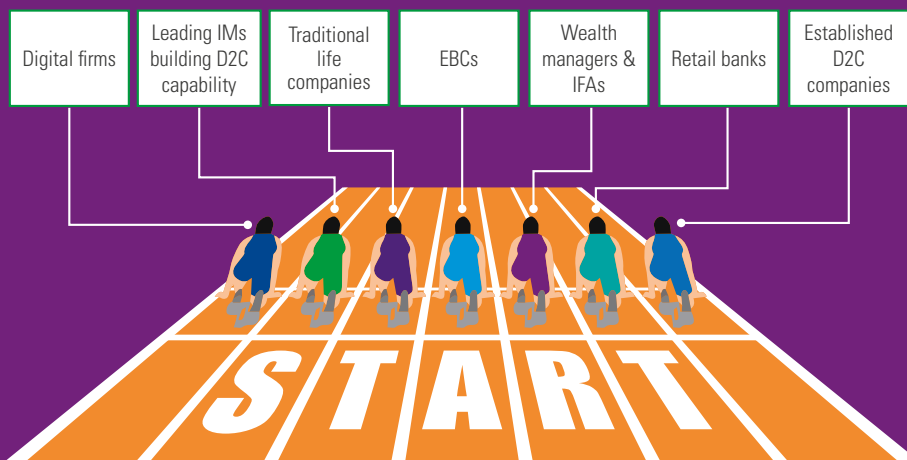 Digital firms
Leading IMs
building D2C
capability
Traditional
life
companies
EBCs
Wealth
managers &
IFAs
Retail banks
Established
D2C
companies
START